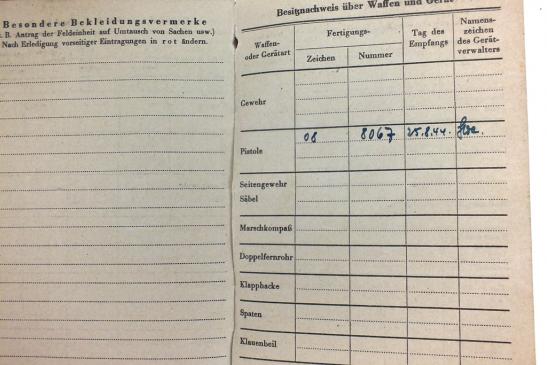 Besondere Bekleidungsvermerke
B. Antrag der Feldeinheit auf Umtausch von Sachen usw.)
Nach Erledigung vorseitiger Eintragungen in rot ändern.
Besitznachweis über Waffen und Gerät
Waffen-
oder Gerätart
Fertigungs-
Zeichen
Nummer
Tag des
Empfangs
Namens-
zeichen
des Gerät-
verwalters
Gewehr
Pistole
08 8067 25.8.44.
Seitengewehr
Säbel
Marschkompaß
Doppelfernrohr
Klapphacke
Spaten
Klauenbeil